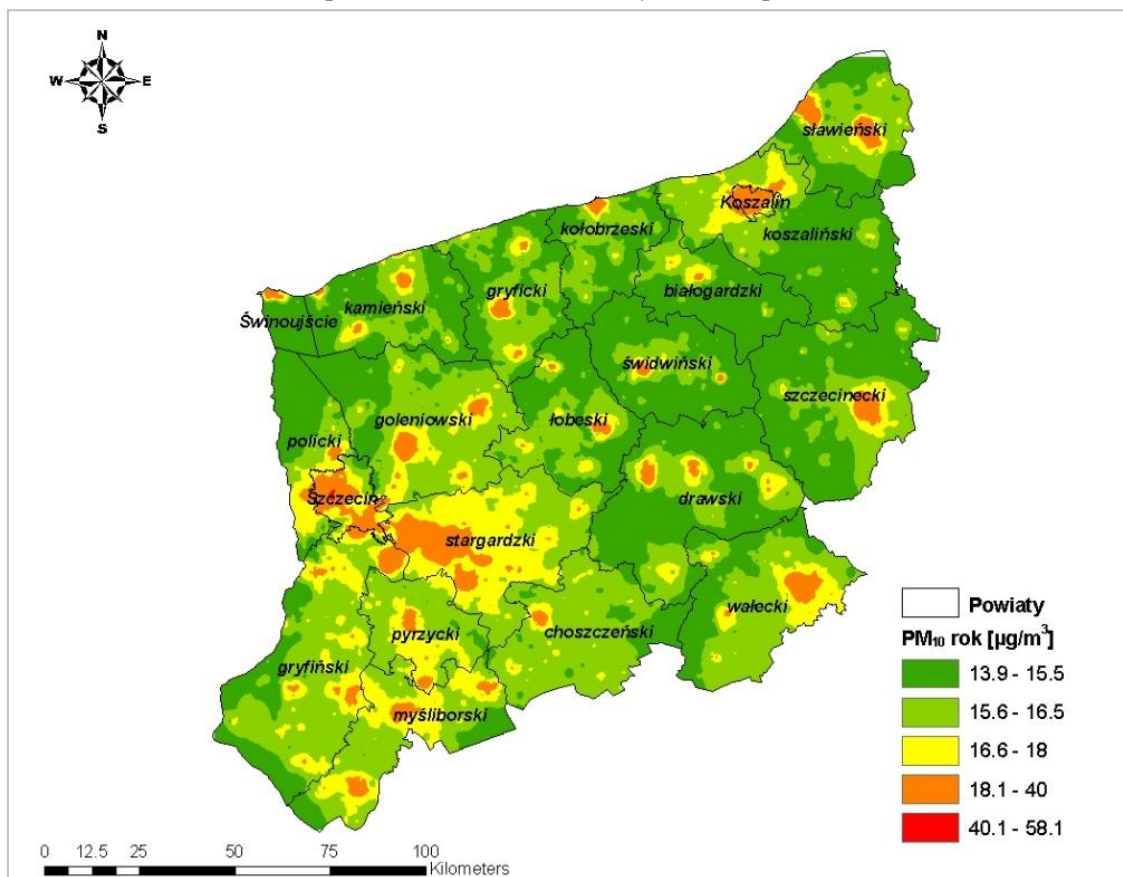 N
W E
S
sławieński
Koszalin
kołobrzeski
koszaliński
gryficki
białogardzki
kamieński
Świnoujście
świdwiński
szczecinecki
goleniowski
łobeski
policki
Szczecin
drawski
stargardzki
wałecki
choszczeński
pyrzycki
gryfiński
myśliborski
Powiaty
PM₁₀ rok [µg/m³]
13.9 - 15.5
15.6 - 16.5
16.6 - 18
18.1 - 40
40.1 - 58.1
0 12.5 25 50 75 100
Kilometers